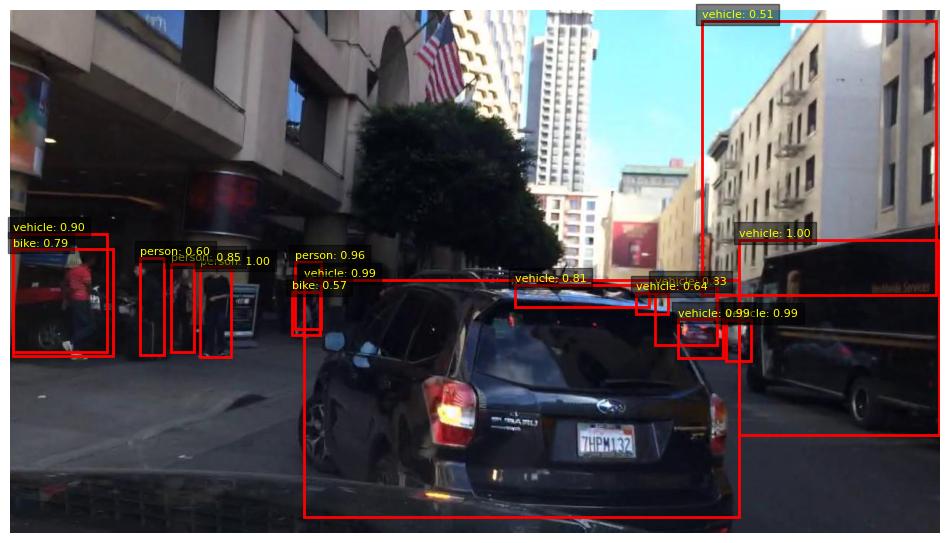 vehicle: 0.51
vehicle: 0.90
vehicle: 1.00
bike: 0.79
person: 0.60
person: 0.85
person: 1.00
person: 0.96
vehicle: 0.99
vehicle: 0.81
vehicle: 0.33
bike: 0.57
vehicle: 0.64
vehicle: 0.99
vehicle: 0.99
Worldwide Services
SUBARU
7HPM132